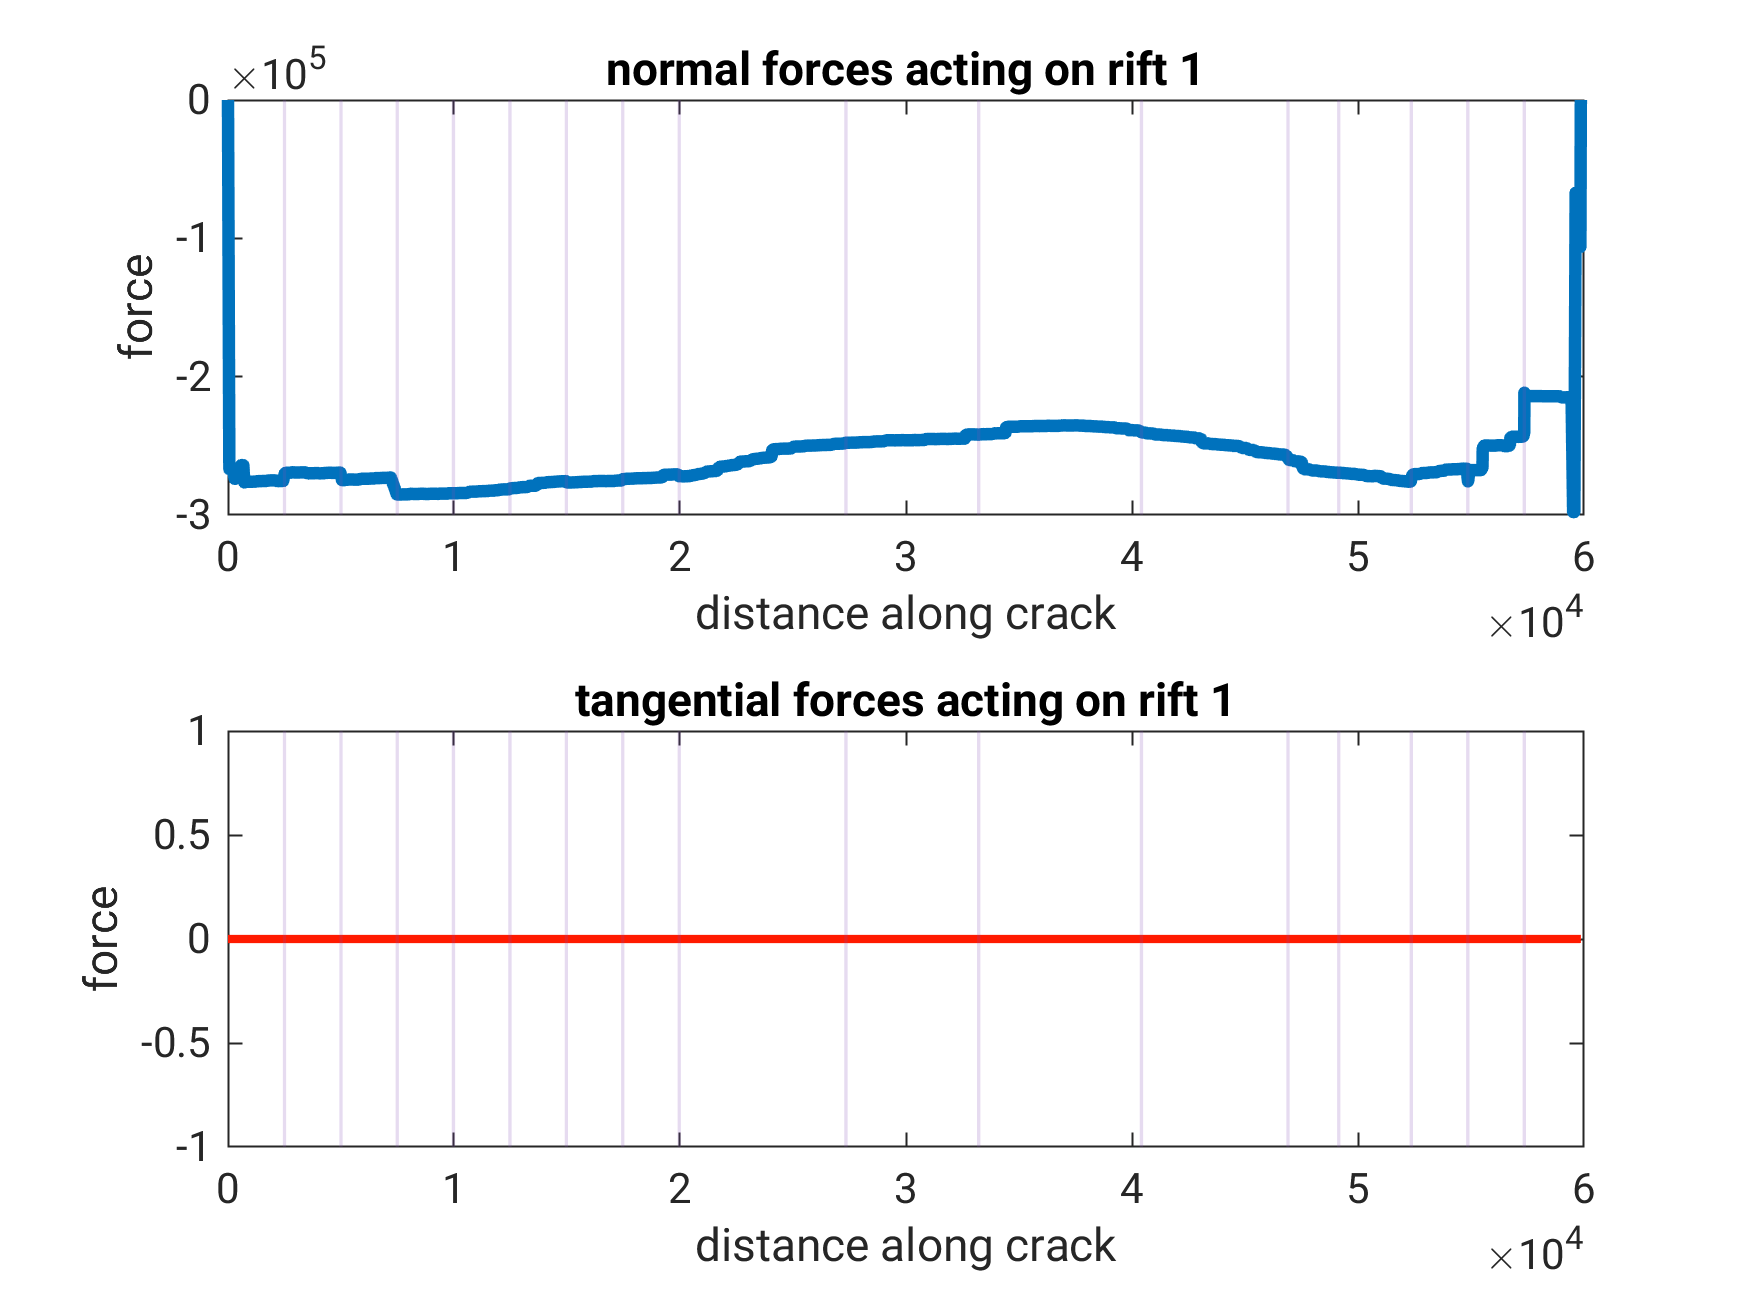 ×10^5
normal forces acting on rift 1
0
-1
-2
-3
force
0 1 2 3 4 5 6
distance along crack
×10^4
tangential forces acting on rift 1
1
0.5
0
-0.5
-1
force
0 1 2 3 4 5 6
distance along crack
×10^4